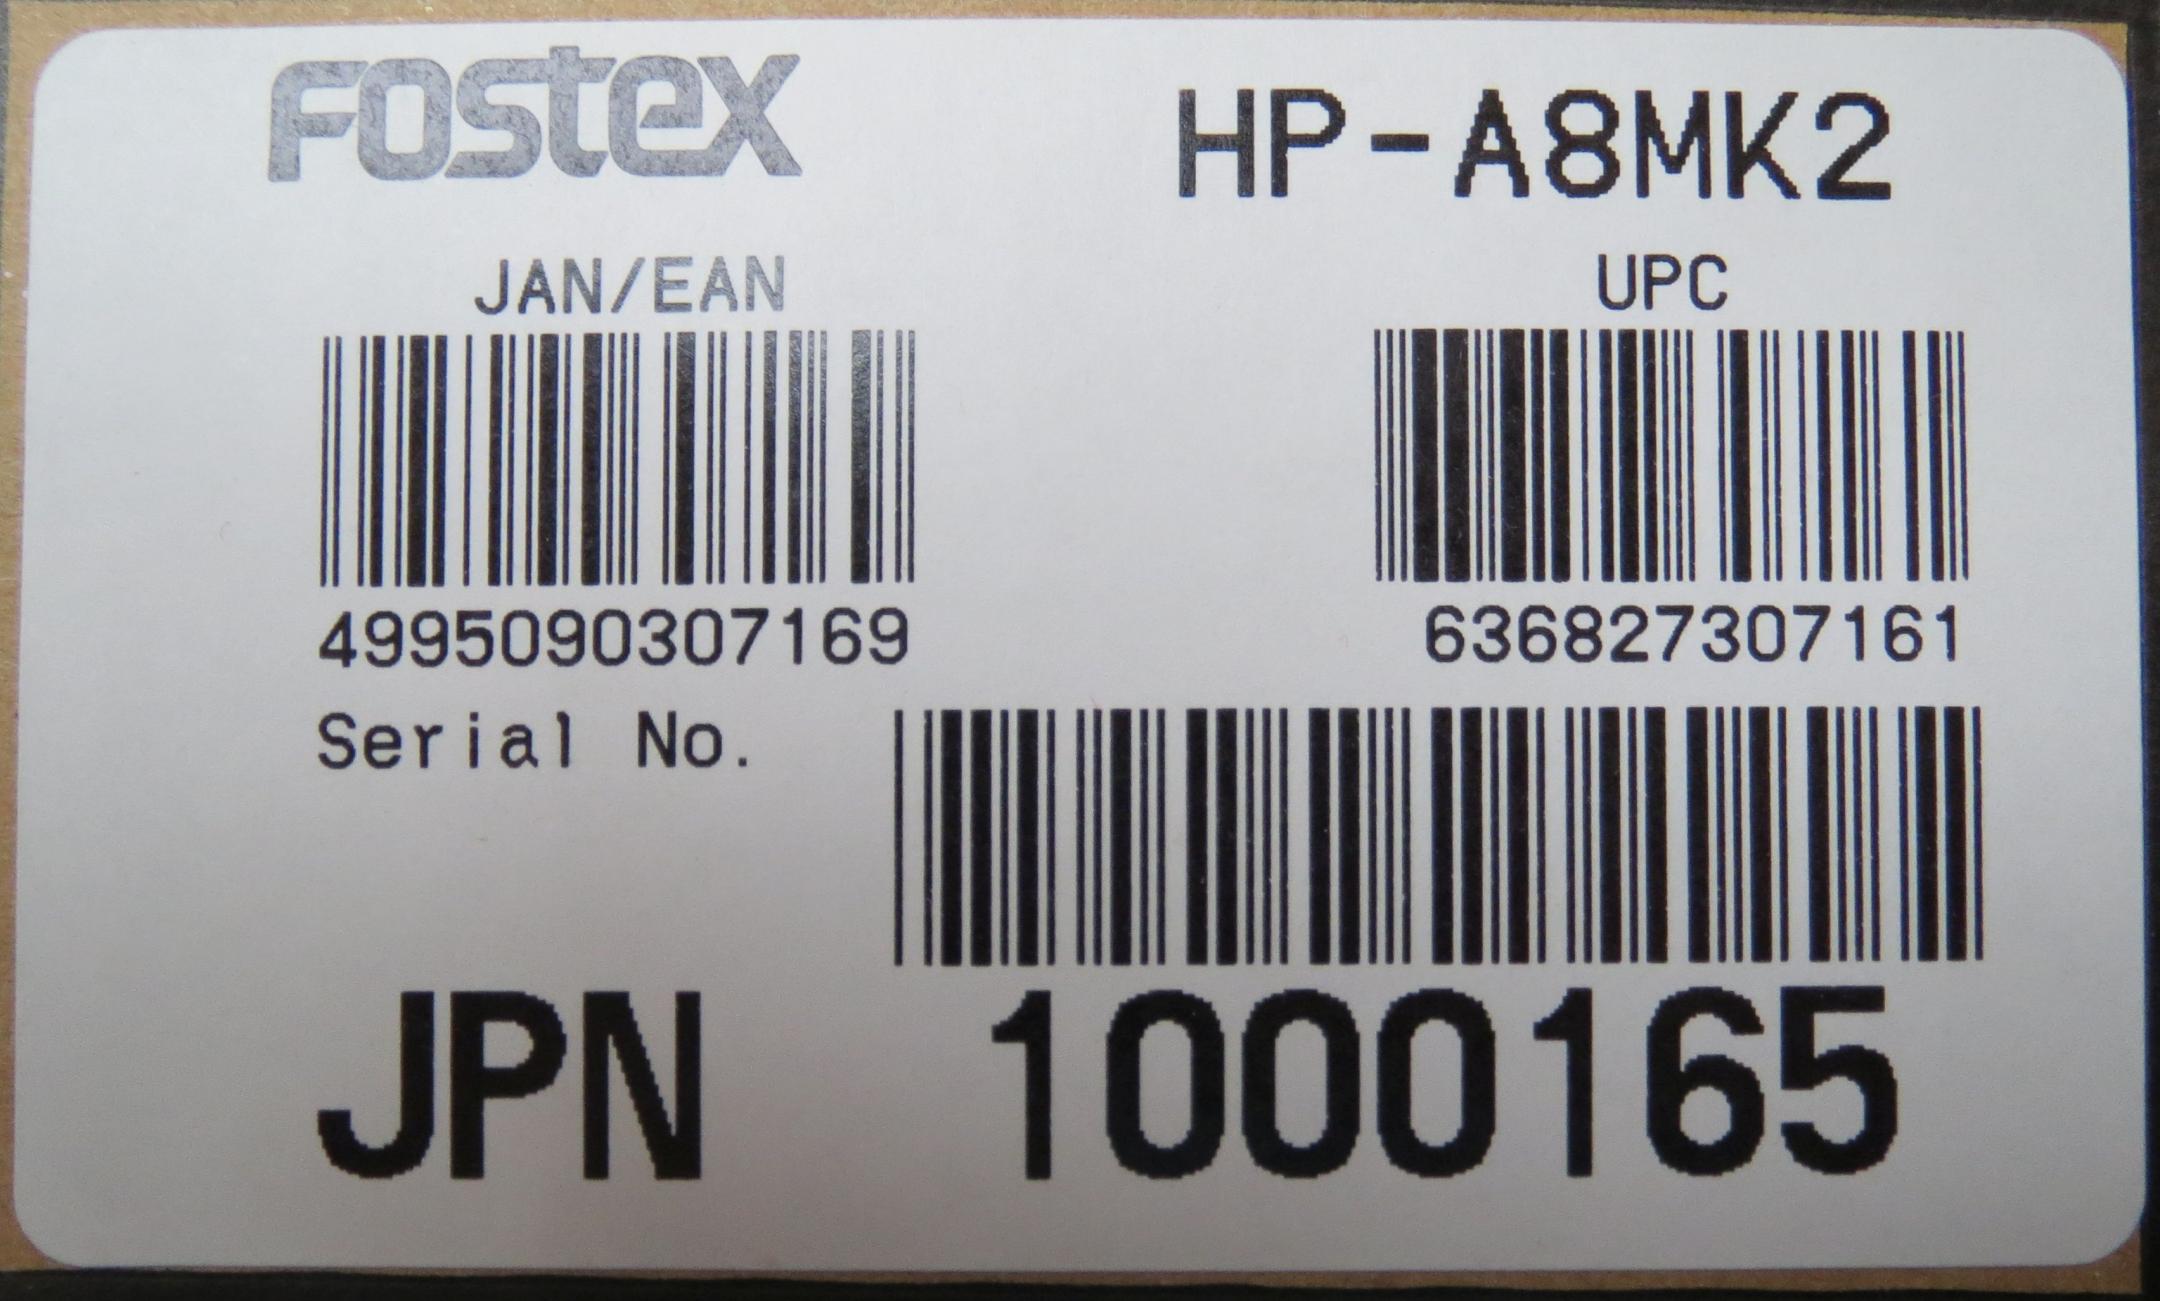 Fostex
HP-A8MK2
JAN/EAN
UPC
4995090307169
636827307161
Serial No.
JPN 1000165